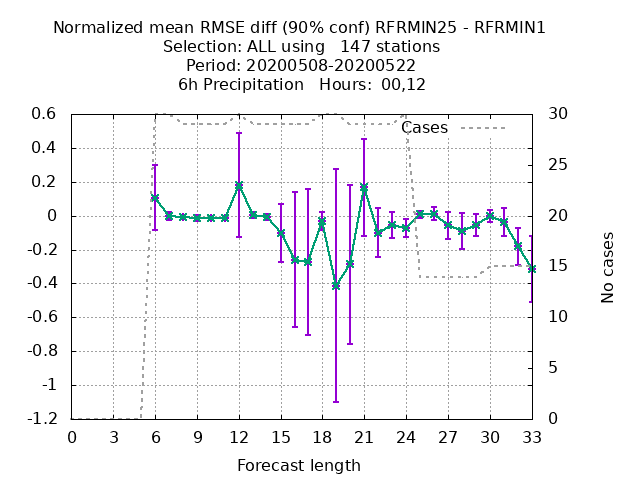 Normalized mean RMSE diff (90% conf) RFRMIN25 - RFRMIN1
Selection: ALL using   147 stations
Period: 20200508-20200522
6h Precipitation   Hours:  00,12
Cases
0.6
0.4
0.2
0
-0.2
-0.4
-0.6
-0.8
-1
-1.2
30
25
20
15
10
5
0
No cases
0 3 6 9 12 15 18 21 24 27 30 33
Forecast length